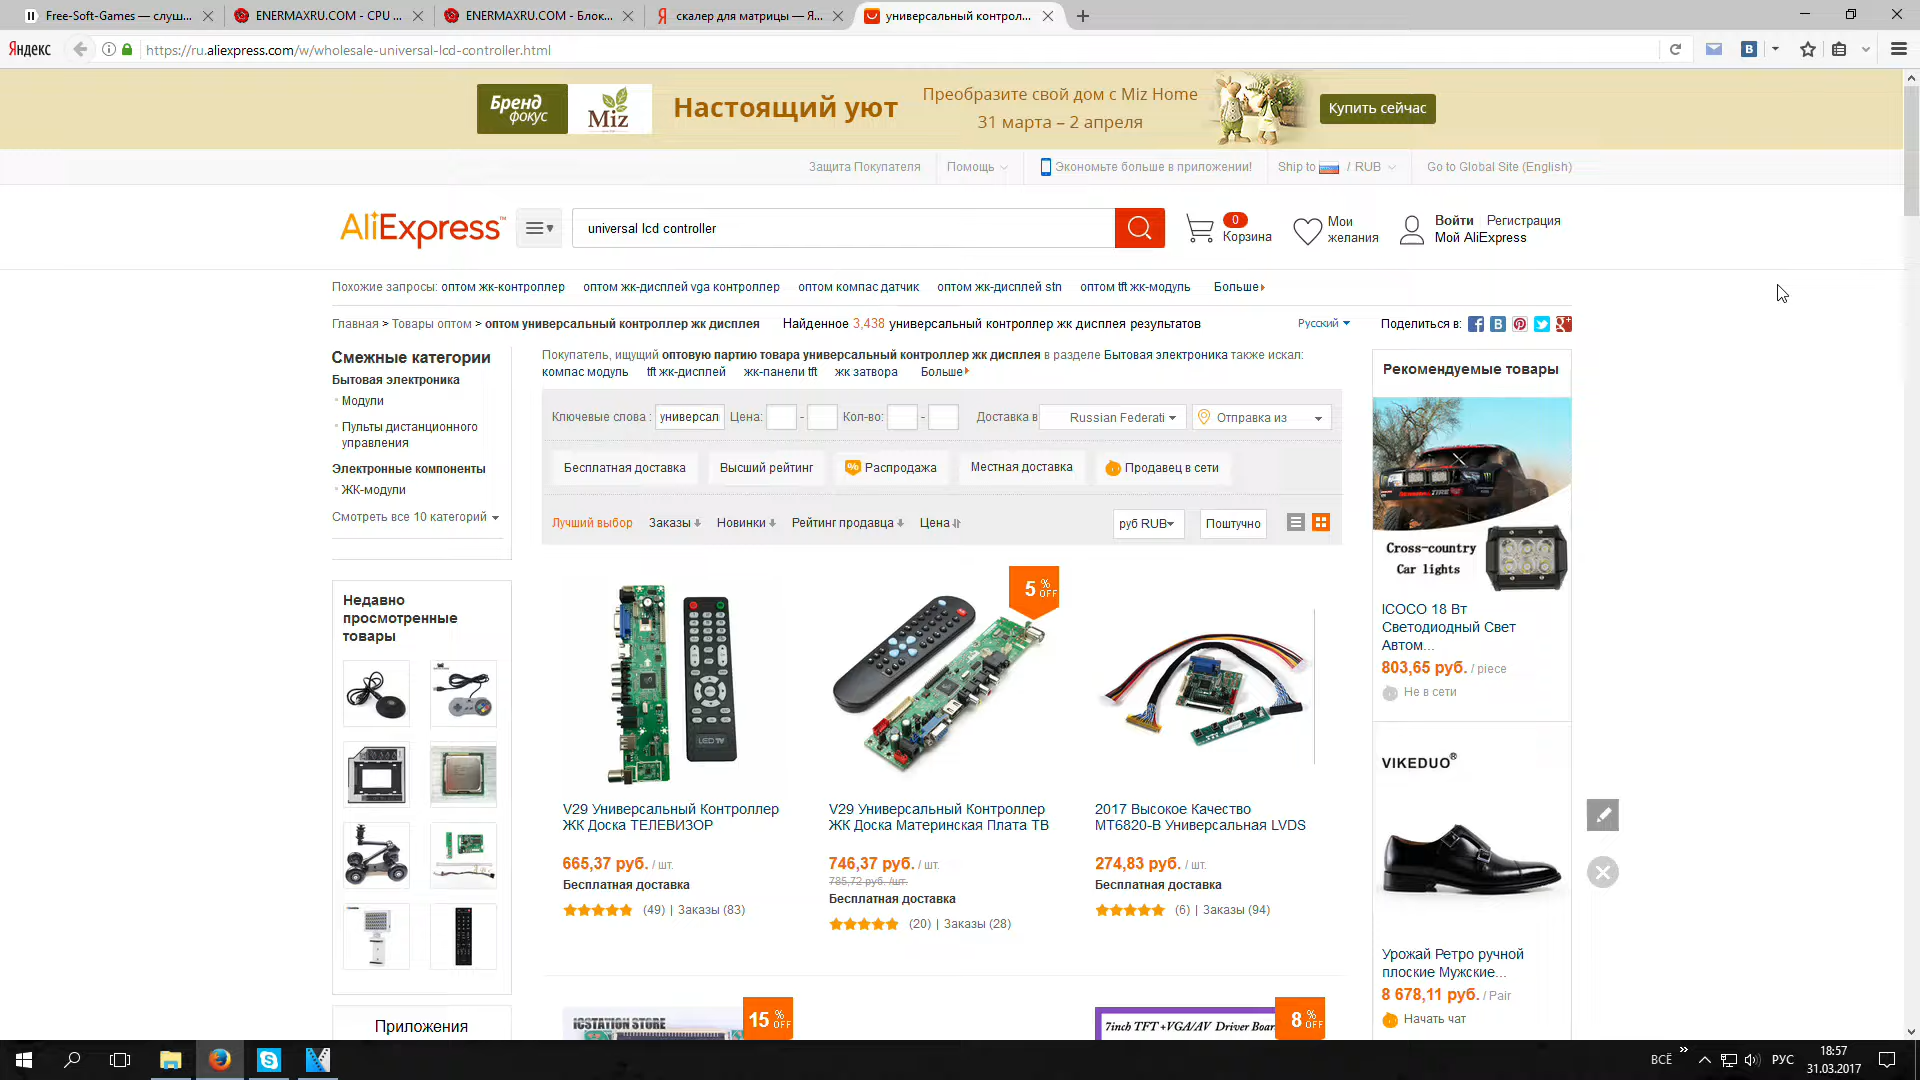 Free-Soft-Games — слуш...
ENERMAXRU.COM - CPU ...
ENERMAXRU.COM - Блок...
скалер для матрицы — Я...
универсальный контрол...
Яндекс
https://ru.aliexpress.com/w/wholesale-universal-lcd-controller.html
Бренд фокус
Miz
Настоящий уют
Преобразите свой дом с Miz Home
31 марта – 2 апреля
Купить сейчас
Защита Покупателя
Помощь
Экономьте больше в приложении!
Ship to / RUB
Go to Global Site (English)
AliExpress™
universal lcd controller
0
Корзина
Мои желания
Войти Регистрация
Мой AliExpress
Похожие запросы: оптом жк-контроллер оптом жк-дисплей vga контроллер оптом компас датчик оптом жк-дисплей stn оптом tft жк-модуль Больше
Главная > Товары оптом > оптом универсальный контроллер жк дисплея Найденное 3,438 универсальный контроллер жк дисплея результатов
Русский
Поделиться в:
Смежные категории
Бытовая электроника
Модули
Пульты дистанционного
управления
Электронные компоненты
ЖК-модули
Смотреть все 10 категорий
Покупатель, ищущий оптовую партию товара универсальный контроллер жк дисплея в разделе Бытовая электроника также искал:
компас модуль tft жк-дисплей жк-панели tft жк затвора Больше
Ключевые слова : универсал Цена: - Кол-во: - Доставка в Russian Federati Отправка из
Бесплатная доставка Высший рейтинг % Распродажа Местная доставка Продавец в сети
Лучший выбор Заказы Новинки Рейтинг продавца Цена руб RUB Поштучно
Недавно
просмотренные
товары
Приложения
LED TV
V29 Универсальный Контроллер
ЖК Доска ТЕЛЕВИЗОР
665,37 руб. / шт.
Бесплатная доставка
(49) | Заказы (83)
5 % OFF
V29 Универсальный Контроллер
ЖК Доска Материнская Плата ТВ
746,37 руб. / шт.
785,72 руб. /шт.
Бесплатная доставка
(20) | Заказы (28)
2017 Высокое Качество
MT6820-B Универсальная LVDS
274,83 руб. / шт.
Бесплатная доставка
(6) | Заказы (94)
ICSTATION STORE
15 % OFF
7inch TFT +VGA/AV Driver Boar
8 % OFF
Рекомендуемые товары
Cross-country
Car lights
ICOCO 18 Вт
Светодиодный Свет
Автом...
803,65 руб. / piece
Не в сети
VIKEDUO®
Урожай Ретро ручной
плоские Мужские...
8 678,11 руб. / Pair
Начать чат
ВСЁ
РУС
18:57
31.03.2017